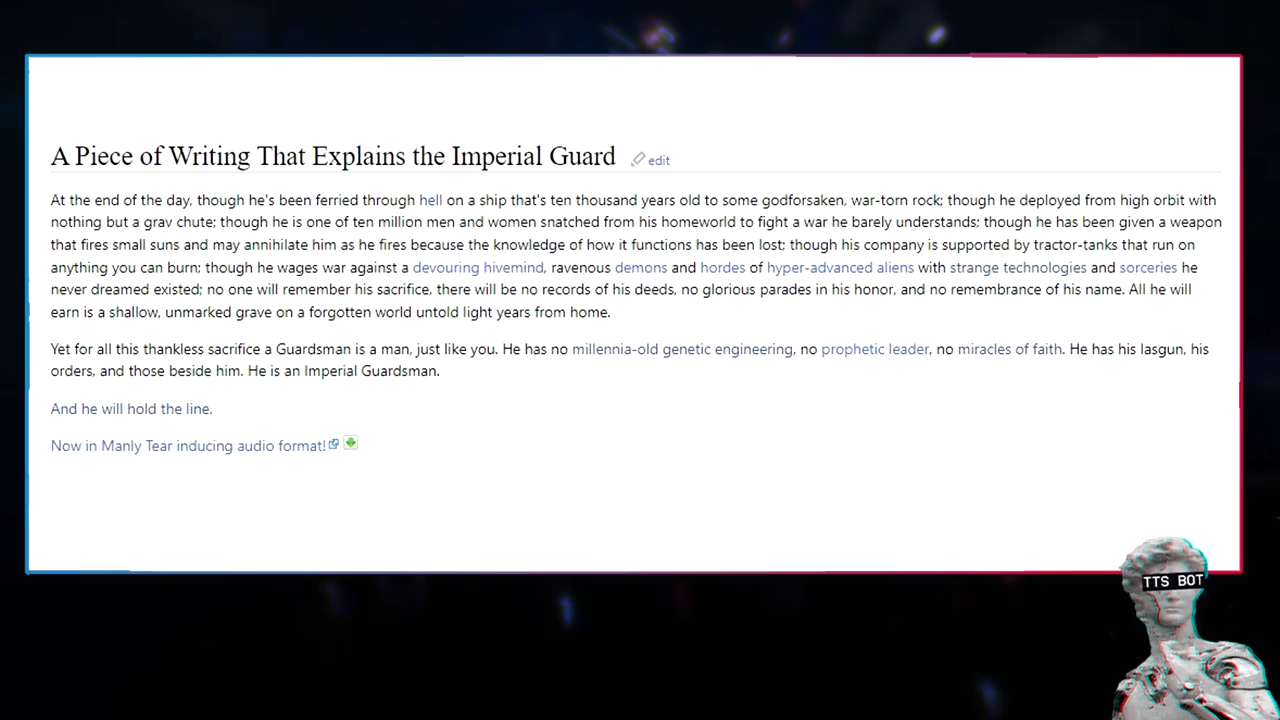 A Piece of Writing That Explains the Imperial Guard edit
At the end of the day, though he's been ferried through hell on a ship that's ten thousand years old to some godforsaken, war-torn rock; though he deployed from high orbit with
nothing but a grav chute; though he is one of ten million men and women snatched from his homeworld to fight a war he barely understands; though he has been given a weapon
that fires small suns and may annihilate him as he fires because the knowledge of how it functions has been lost; though his company is supported by tractor-tanks that run on
anything you can burn; though he wages war against a devouring hivemind, ravenous demons and hordes of hyper-advanced aliens with strange technologies and sorceries he
never dreamed existed; no one will remember his sacrifice, there will be no records of his deeds, no glorious parades in his honor, and no remembrance of his name. All he will
earn is a shallow, unmarked grave on a forgotten world untold light years from home.
Yet for all this thankless sacrifice a Guardsman is a man, just like you. He has no millennia-old genetic engineering, no prophetic leader, no miracles of faith. He has his lasgun, his
orders, and those beside him. He is an Imperial Guardsman.
And he will hold the line.
Now in Manly Tear inducing audio format!
TTS BOT